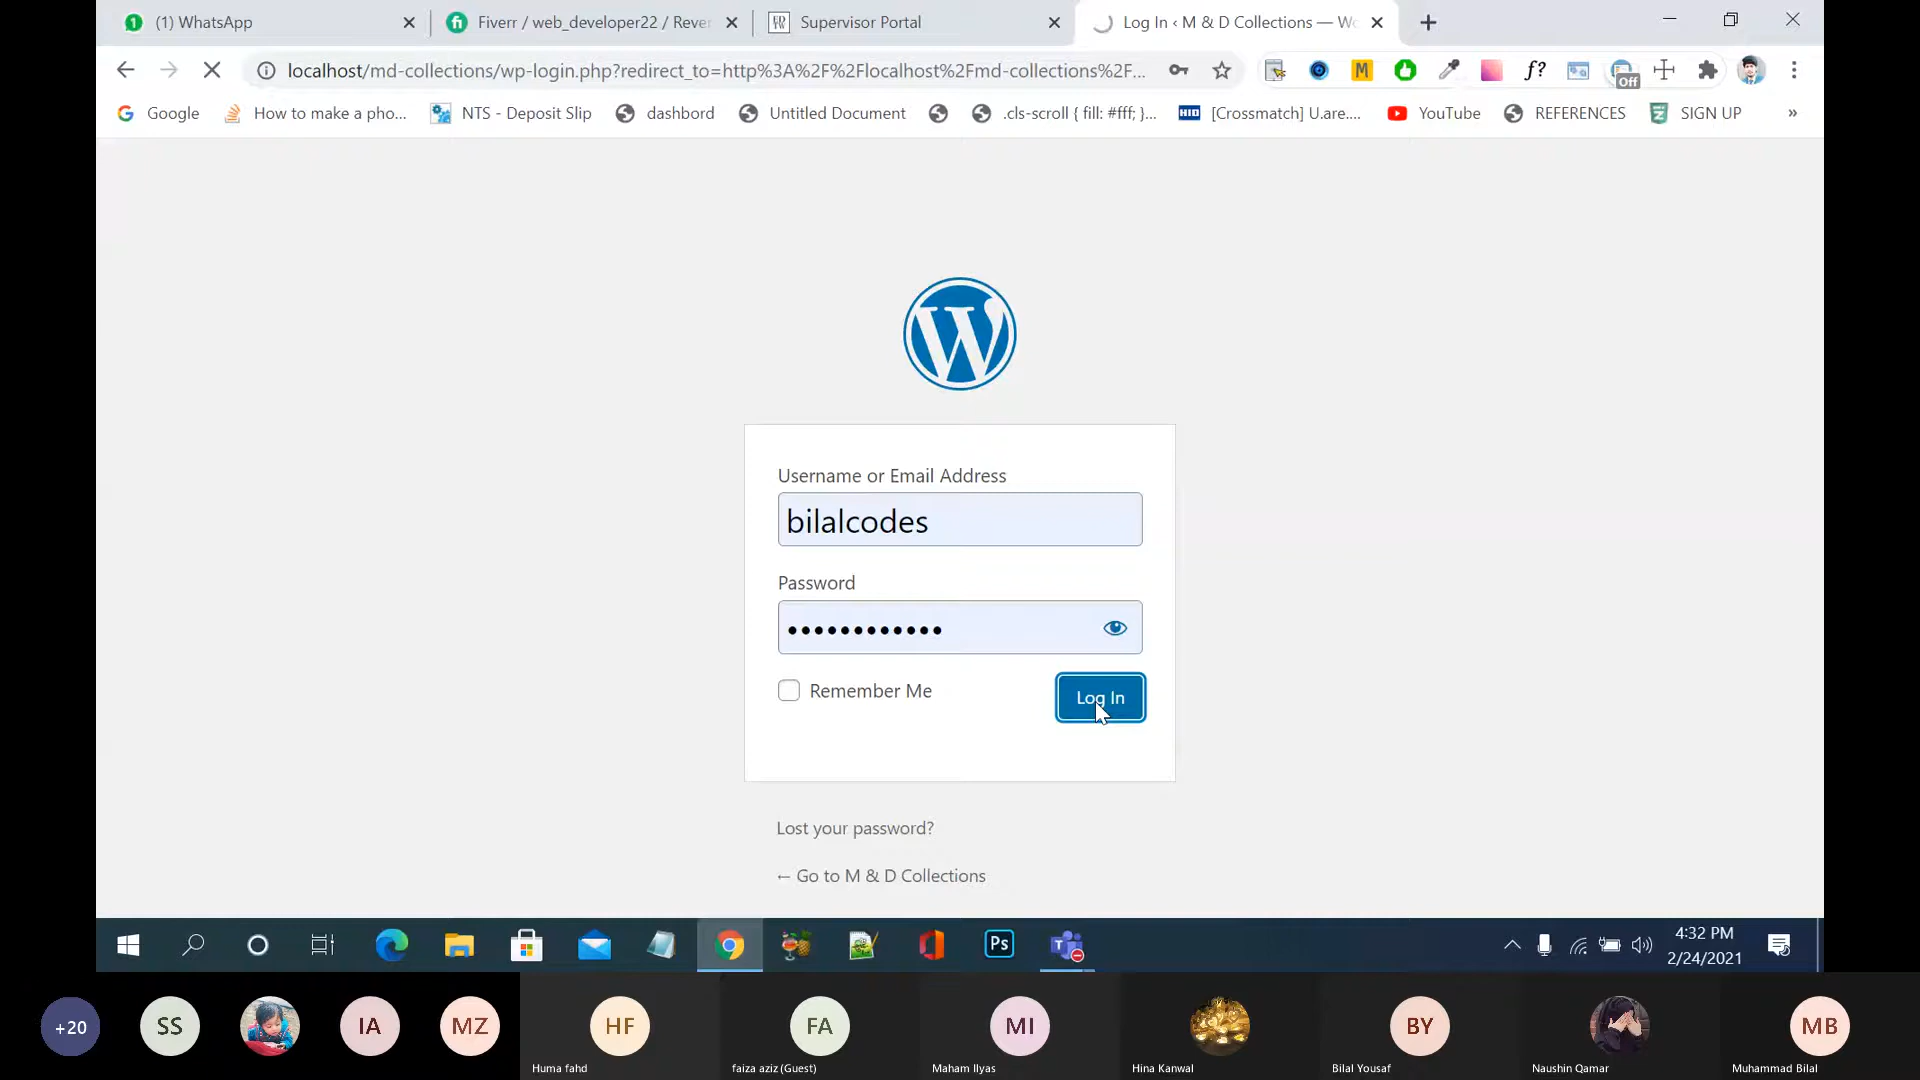 (1) WhatsApp
Fiverr / web_developer22 / Rever
Supervisor Portal
Log In ‹ M & D Collections — Wo
localhost/md-collections/wp-login.php?redirect_to=http%3A%2F%2Flocalhost%2Fmd-collections%2F...
M
f?
Off
Google
How to make a pho...
NTS - Deposit Slip
dashbord
Untitled Document
.cls-scroll { fill: #fff; }...
HID
[Crossmatch] U.are....
YouTube
REFERENCES
SIGN UP
»
Username or Email Address
bilalcodes
Password
Remember Me
Log In
Lost your password?
← Go to M & D Collections
Ps
4:32 PM
2/24/2021
+20
SS
IA
MZ
HF
FA
MI
BY
MB
Huma fahd
faiza aziz (Guest)
Maham Ilyas
Hina Kanwal
Bilal Yousaf
Naushin Qamar
Muhammad Bilal